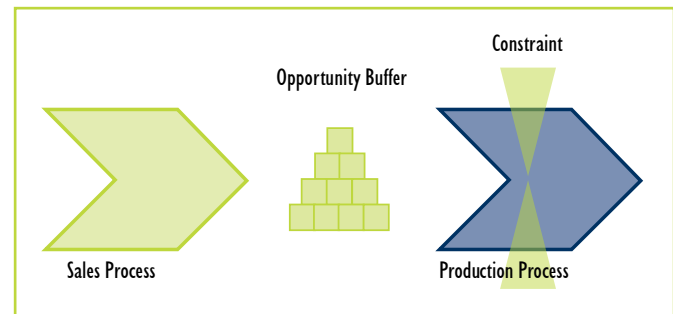 Constraint
Opportunity Buffer
Sales Process
Production Process